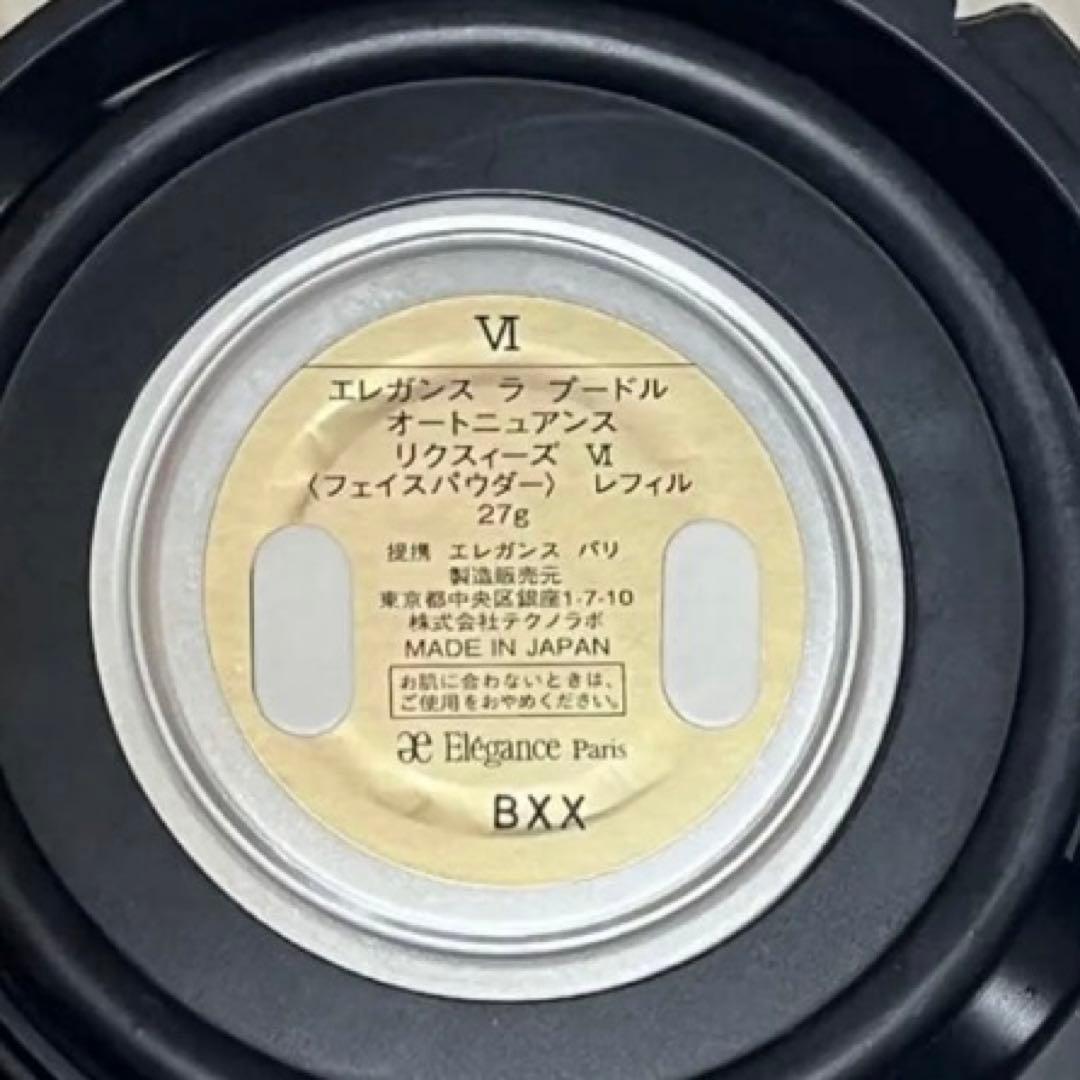 VI
エレガンス ラ プードル
オートニュアンス
リクスィーズ VI
〈フェイスパウダー〉 レフィル
27g
提携 エレガンス パリ
製造販売元
東京都中央区銀座1-7-10
株式会社テクノラボ
MADE IN JAPAN
お肌に合わないときは、
ご使用をおやめください。
æ Elégance Paris
BXX